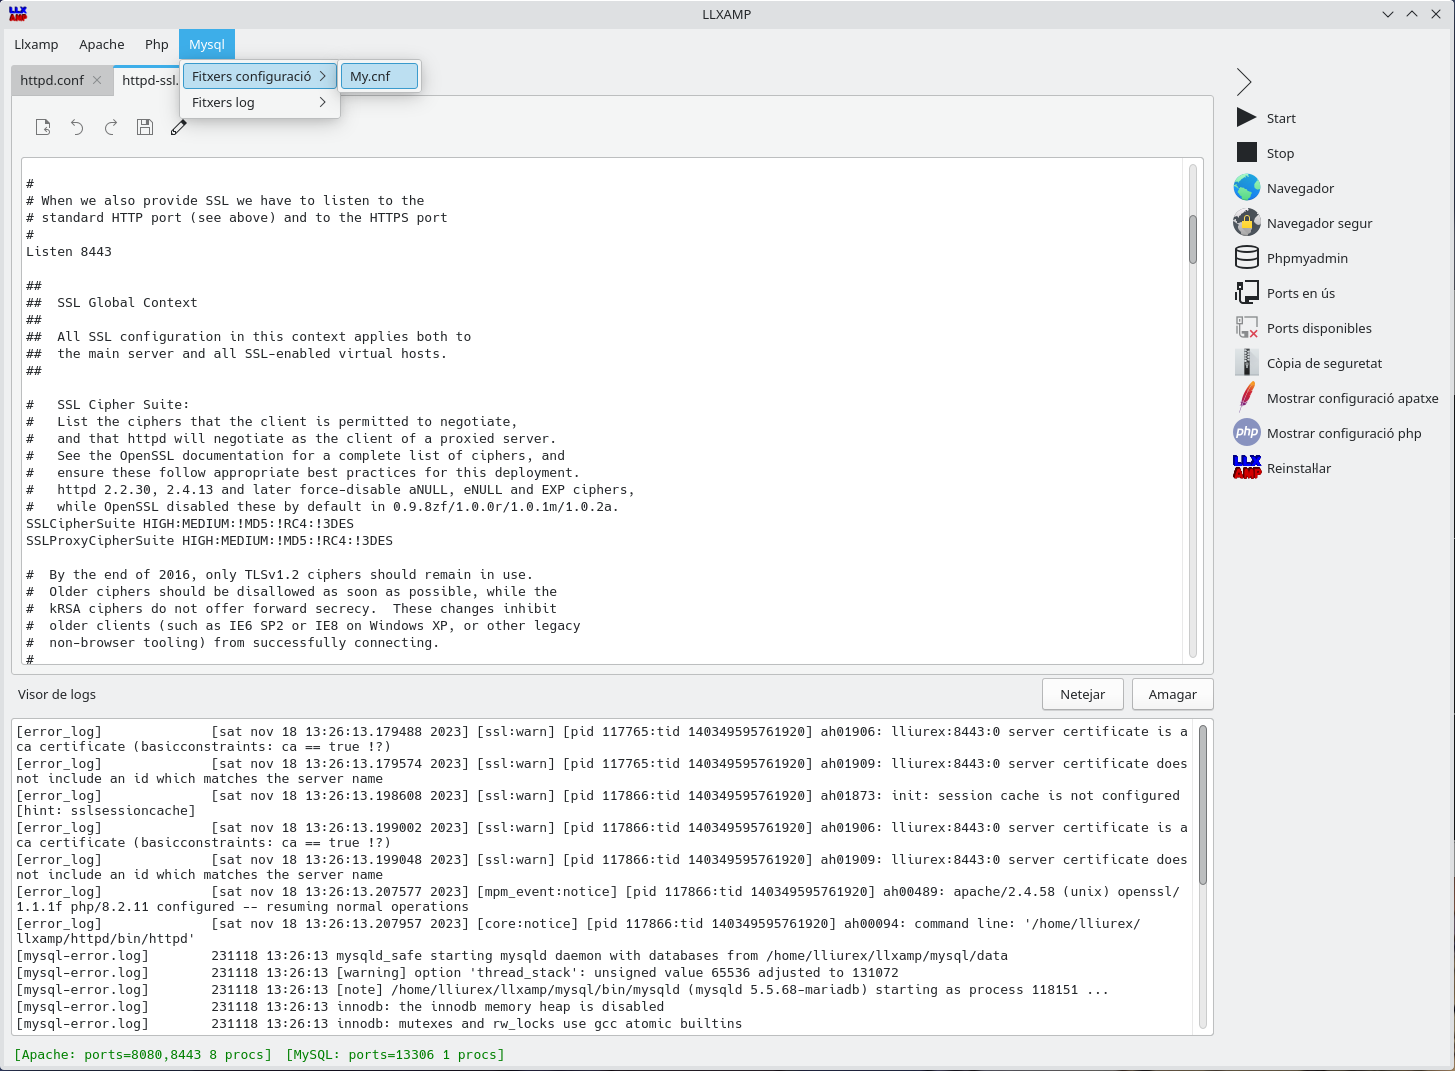 LLX
AMP
LLXAMP
Llxamp Apache Php Mysql
httpd.conf httpd-ssl.
Fitxers configuració My.cnf
Fitxers log
#
# When we also provide SSL we have to listen to the
# standard HTTP port (see above) and to the HTTPS port
#
Listen 8443
##
##  SSL Global Context
##
##  All SSL configuration in this context applies both to
##  the main server and all SSL-enabled virtual hosts.
##
#   SSL Cipher Suite:
#   List the ciphers that the client is permitted to negotiate,
#   and that httpd will negotiate as the client of a proxied server.
#   See the OpenSSL documentation for a complete list of ciphers, and
#   ensure these follow appropriate best practices for this deployment.
#   httpd 2.2.30, 2.4.13 and later force-disable aNULL, eNULL and EXP ciphers,
#   while OpenSSL disabled these by default in 0.9.8zf/1.0.0r/1.0.1m/1.0.2a.
SSLCipherSuite HIGH:MEDIUM:!MD5:!RC4:!3DES
SSLProxyCipherSuite HIGH:MEDIUM:!MD5:!RC4:!3DES
#  By the end of 2016, only TLSv1.2 ciphers should remain in use.
#  Older ciphers should be disallowed as soon as possible, while the
#  kRSA ciphers do not offer forward secrecy.  These changes inhibit
#  older clients (such as IE6 SP2 or IE8 on Windows XP, or other legacy
#  non-browser tooling) from successfully connecting.
#
Start
Stop
Navegador
Navegador segur
Phpmyadmin
Ports en ús
Ports disponibles
Còpia de seguretat
Mostrar configuració apatxe
php Mostrar configuració php
LLX
AMP
Reinstal·lar
Visor de logs Netejar Amagar
[error_log] [sat nov 18 13:26:13.179488 2023] [ssl:warn] [pid 117765:tid 140349595761920] ah01906: lliurex:8443:0 server certificate is a
ca certificate (basicconstraints: ca == true !?)
[error_log] [sat nov 18 13:26:13.179574 2023] [ssl:warn] [pid 117765:tid 140349595761920] ah01909: lliurex:8443:0 server certificate does
not include an id which matches the server name
[error_log] [sat nov 18 13:26:13.198608 2023] [ssl:warn] [pid 117866:tid 140349595761920] ah01873: init: session cache is not configured
[hint: sslsessioncache]
[error_log] [sat nov 18 13:26:13.199002 2023] [ssl:warn] [pid 117866:tid 140349595761920] ah01906: lliurex:8443:0 server certificate is a
ca certificate (basicconstraints: ca == true !?)
[error_log] [sat nov 18 13:26:13.199048 2023] [ssl:warn] [pid 117866:tid 140349595761920] ah01909: lliurex:8443:0 server certificate does
not include an id which matches the server name
[error_log] [sat nov 18 13:26:13.207577 2023] [mpm_event:notice] [pid 117866:tid 140349595761920] ah00489: apache/2.4.58 (unix) openssl/
1.1.1f php/8.2.11 configured -- resuming normal operations
[error_log] [sat nov 18 13:26:13.207957 2023] [core:notice] [pid 117866:tid 140349595761920] ah00094: command line: '/home/lliurex/
llxamp/httpd/bin/httpd'
[mysql-error.log] 231118 13:26:13 mysqld_safe starting mysqld daemon with databases from /home/lliurex/llxamp/mysql/data
[mysql-error.log] 231118 13:26:13 [warning] option 'thread_stack': unsigned value 65536 adjusted to 131072
[mysql-error.log] 231118 13:26:13 [note] /home/lliurex/llxamp/mysql/bin/mysqld (mysqld 5.5.68-mariadb) starting as process 118151 ...
[mysql-error.log] 231118 13:26:13 innodb: the innodb memory heap is disabled
[mysql-error.log] 231118 13:26:13 innodb: mutexes and rw_locks use gcc atomic builtins
[Apache: ports=8080,8443 8 procs] [MySQL: ports=13306 1 procs]